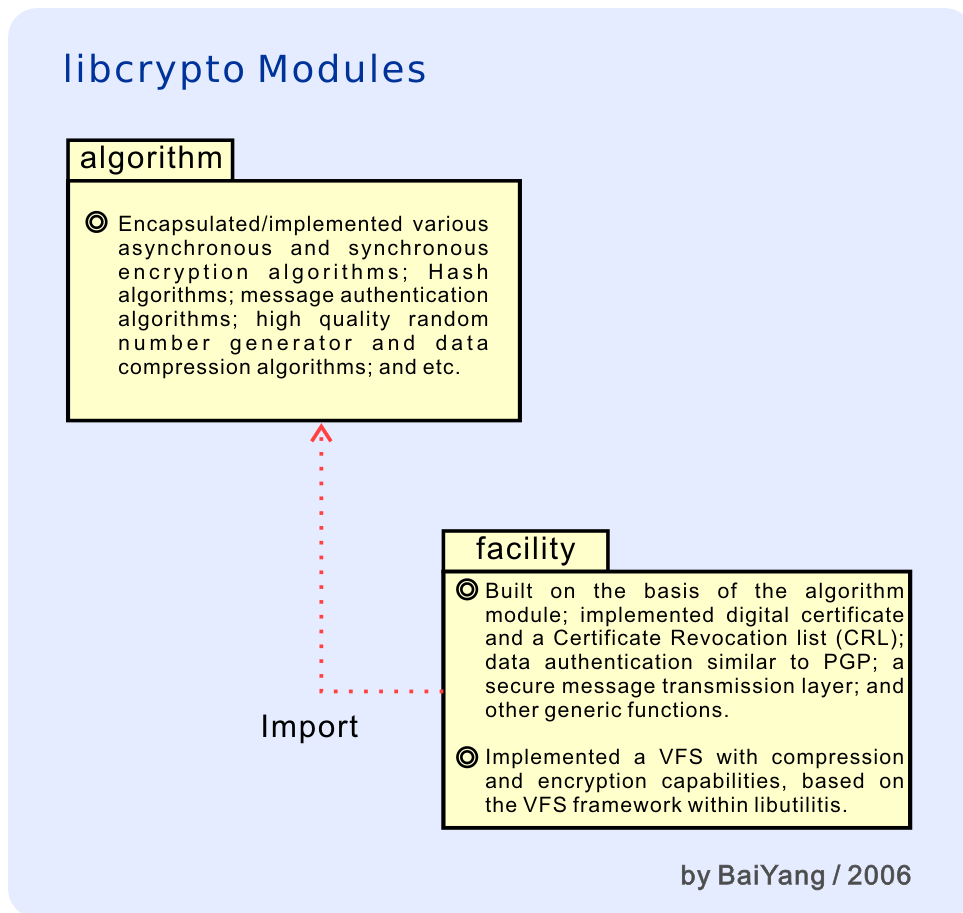 libcrypto Modules
algorithm
Encapsulated/implemented various
asynchronous and synchronous
encryption algorithms; Hash
algorithms; message authentication
algorithms; high quality random
number generator and data
compression algorithms; and etc.
facility
Built on the basis of the algorithm
module; implemented digital certificate
and a Certificate Revocation list (CRL);
data authentication similar to PGP; a
secure message transmission layer; and
other generic functions.
Import
Implemented a VFS with compression
and encryption capabilities, based on
the VFS framework within libutilitis.
by BaiYang / 2006